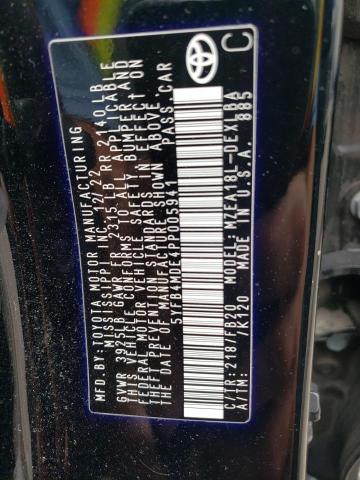 MFD.BY:TOYOTA MOTOR MANUFACTURING
MISSISSIPPI INC. 12/22
GVWR 3925LB GAWR FR 2315LB RR 2140LB
THIS VEHICLE CONFORMS TO ALL APPLICABLE
FEDERAL MOTOR VEHICLE SAFETY, BUMPER, AND
THEFT PREVENTION STANDARDS IN EFFECT ON
THE DATE OF MANUFACTURE SHOWN ABOVE.
5YFB4MDE4PP005941 PASS.CAR
C/TR:218/FB20 MODEL:MZEA18L-DEXLBA
A/TM: /K120 MADE IN U.S.A. 885
C